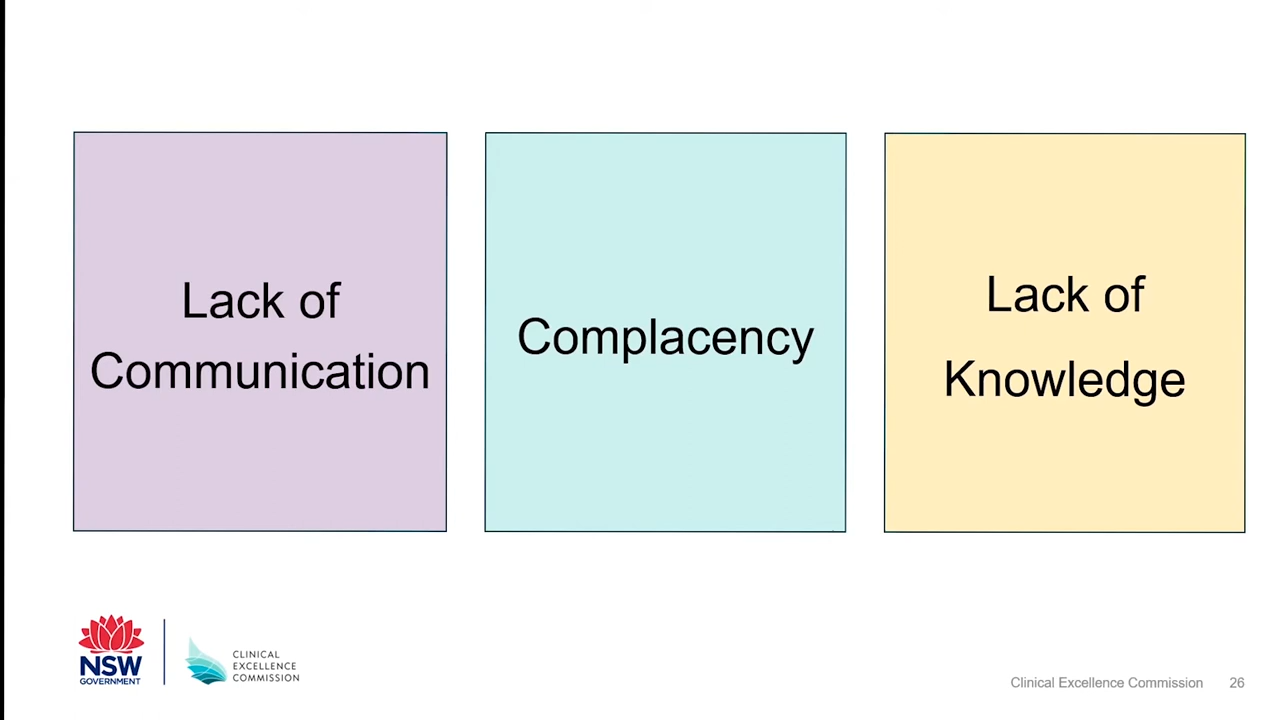 Lack of
Communication
Complacency
Lack of
Knowledge
NSW
GOVERNMENT
CLINICAL
EXCELLENCE
COMMISSION
Clinical Excellence Commission 26